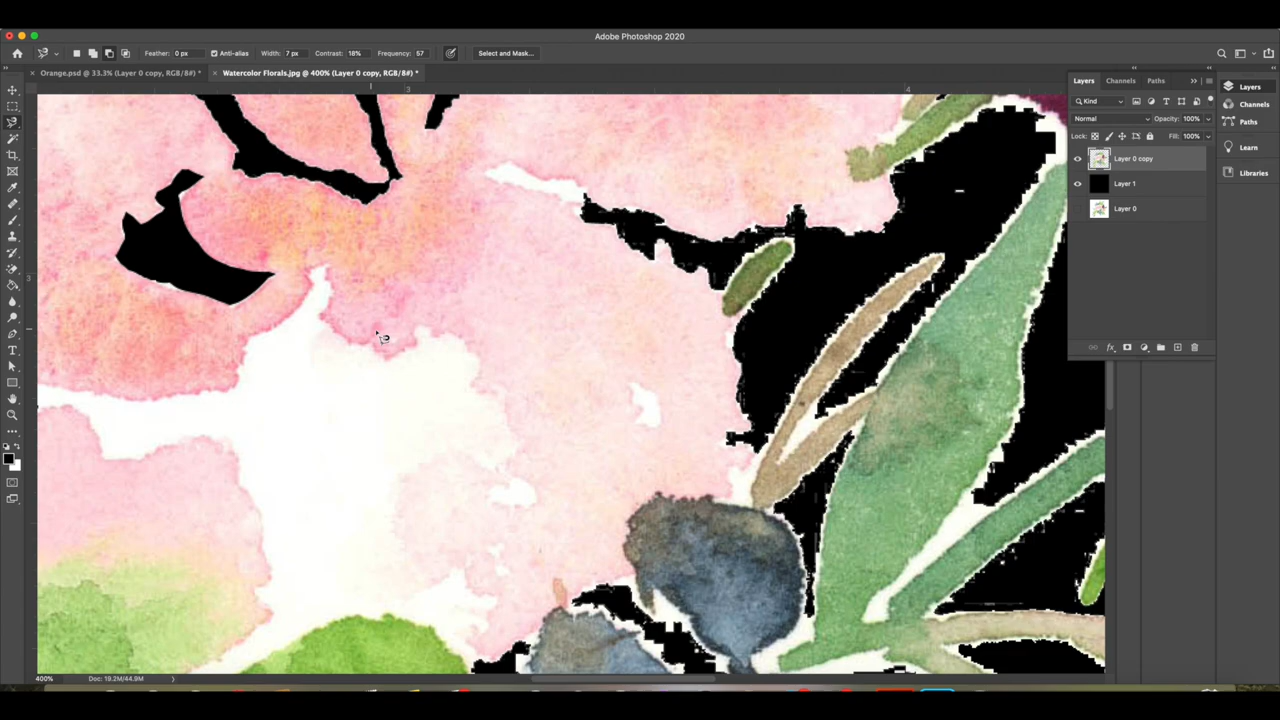 Adobe Photoshop 2020
Feather: 0 px Anti-alias Width: 7 px Contrast: 18% Frequency: 57 Select and Mask...
× Orange.psd @ 33.3% (Layer 0 copy, RGB/8#) * × Watercolor Florals.jpg @ 400% (Layer 0 copy, RGB/8#) *
3 4
3
Layers Channels Paths
Kind
Normal Opacity: 100%
Lock: Fill: 100%
Layer 0 copy
Layer 1
Layer 0
Layers
Channels
Paths
Learn
Libraries
400% Doc: 19.2M/44.9M